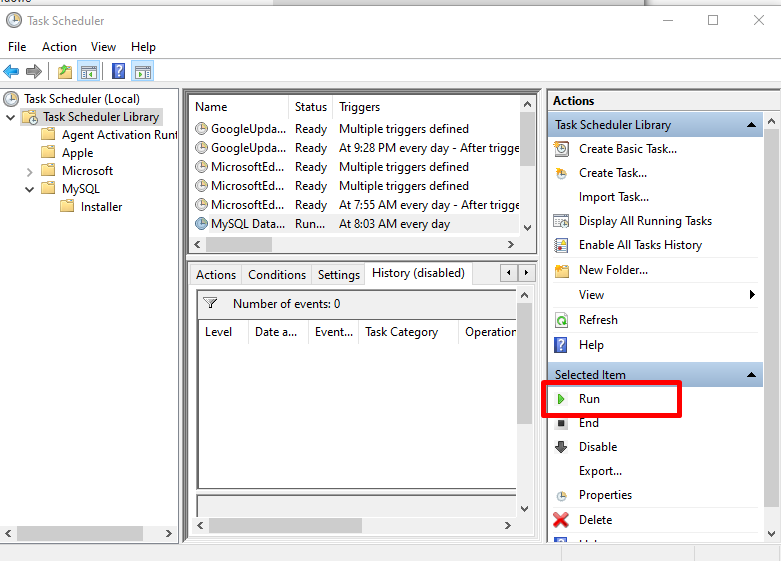 Task Scheduler
File Action View Help
Task Scheduler (Local)
Task Scheduler Library
Agent Activation Runt
Apple
Microsoft
MySQL
Installer
Name Status Triggers
GoogleUpda... Ready Multiple triggers defined
GoogleUpda... Ready At 9:28 PM every day - After trigge
MicrosoftEd... Ready Multiple triggers defined
MicrosoftEd... Ready Multiple triggers defined
MicrosoftEd... Ready At 7:55 AM every day - After trigge
MySQL Data... Run... At 8:03 AM every day
Actions Conditions Settings History (disabled)
Number of events: 0
Level Date a... Event... Task Category Operation
Actions
Task Scheduler Library
Create Basic Task...
Create Task...
Import Task...
Display All Running Tasks
Enable All Tasks History
New Folder...
View
Refresh
Help
Selected Item
Run
End
Disable
Export...
Properties
Delete